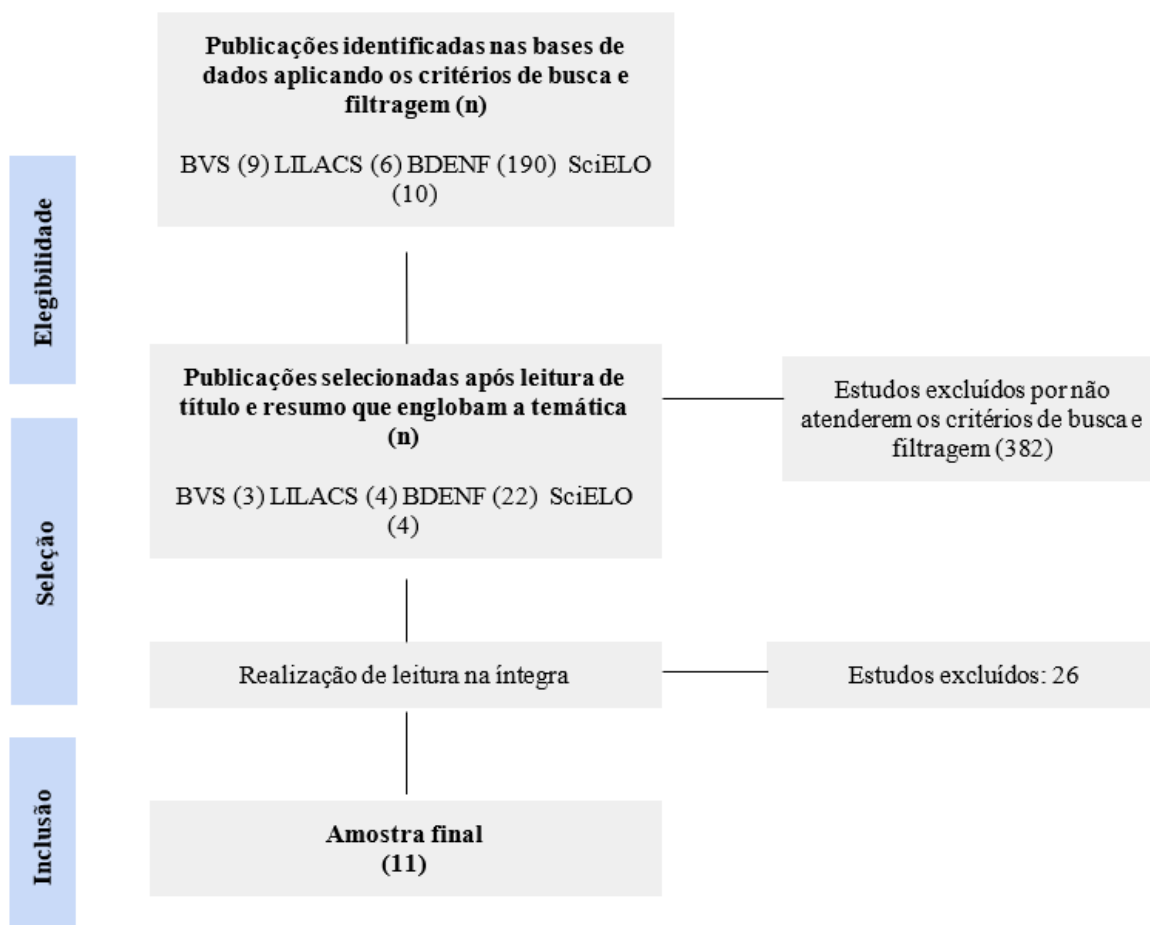 Publicações identificadas nas bases de
dados aplicando os critérios de busca e
filtragem (n)
BVS (9) LILACS (6) BDENF (190) SciELO
(10)
Elegibilidade
Publicações selecionadas após leitura de
título e resumo que englobam a temática
(n)
BVS (3) LILACS (4) BDENF (22) SciELO
(4)
Estudos excluídos por não
atenderem os critérios de busca e
filtragem (382)
Seleção
Realização de leitura na íntegra
Estudos excluídos: 26
Inclusão
Amostra final
(11)